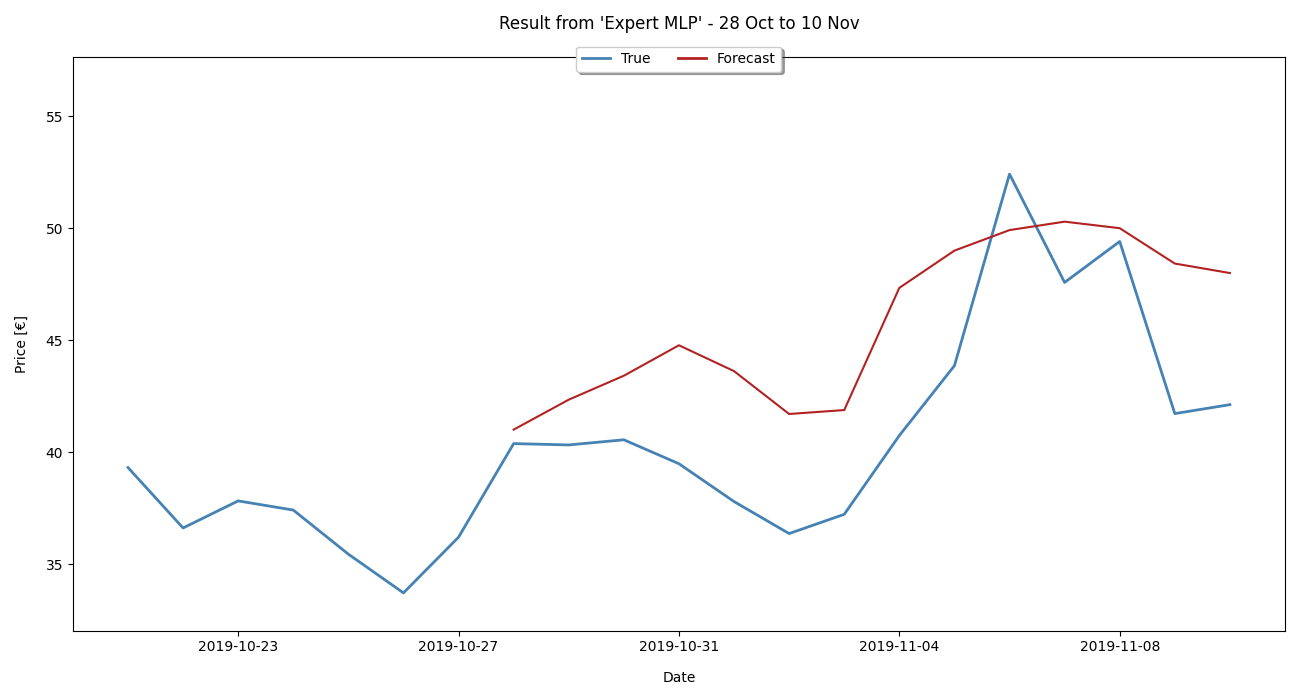 Result from 'Expert MLP' - 28 Oct to 10 Nov
True Forecast
55
50
45
40
35
Price [€]
2019-10-23 2019-10-27 2019-10-31 2019-11-04 2019-11-08
Date